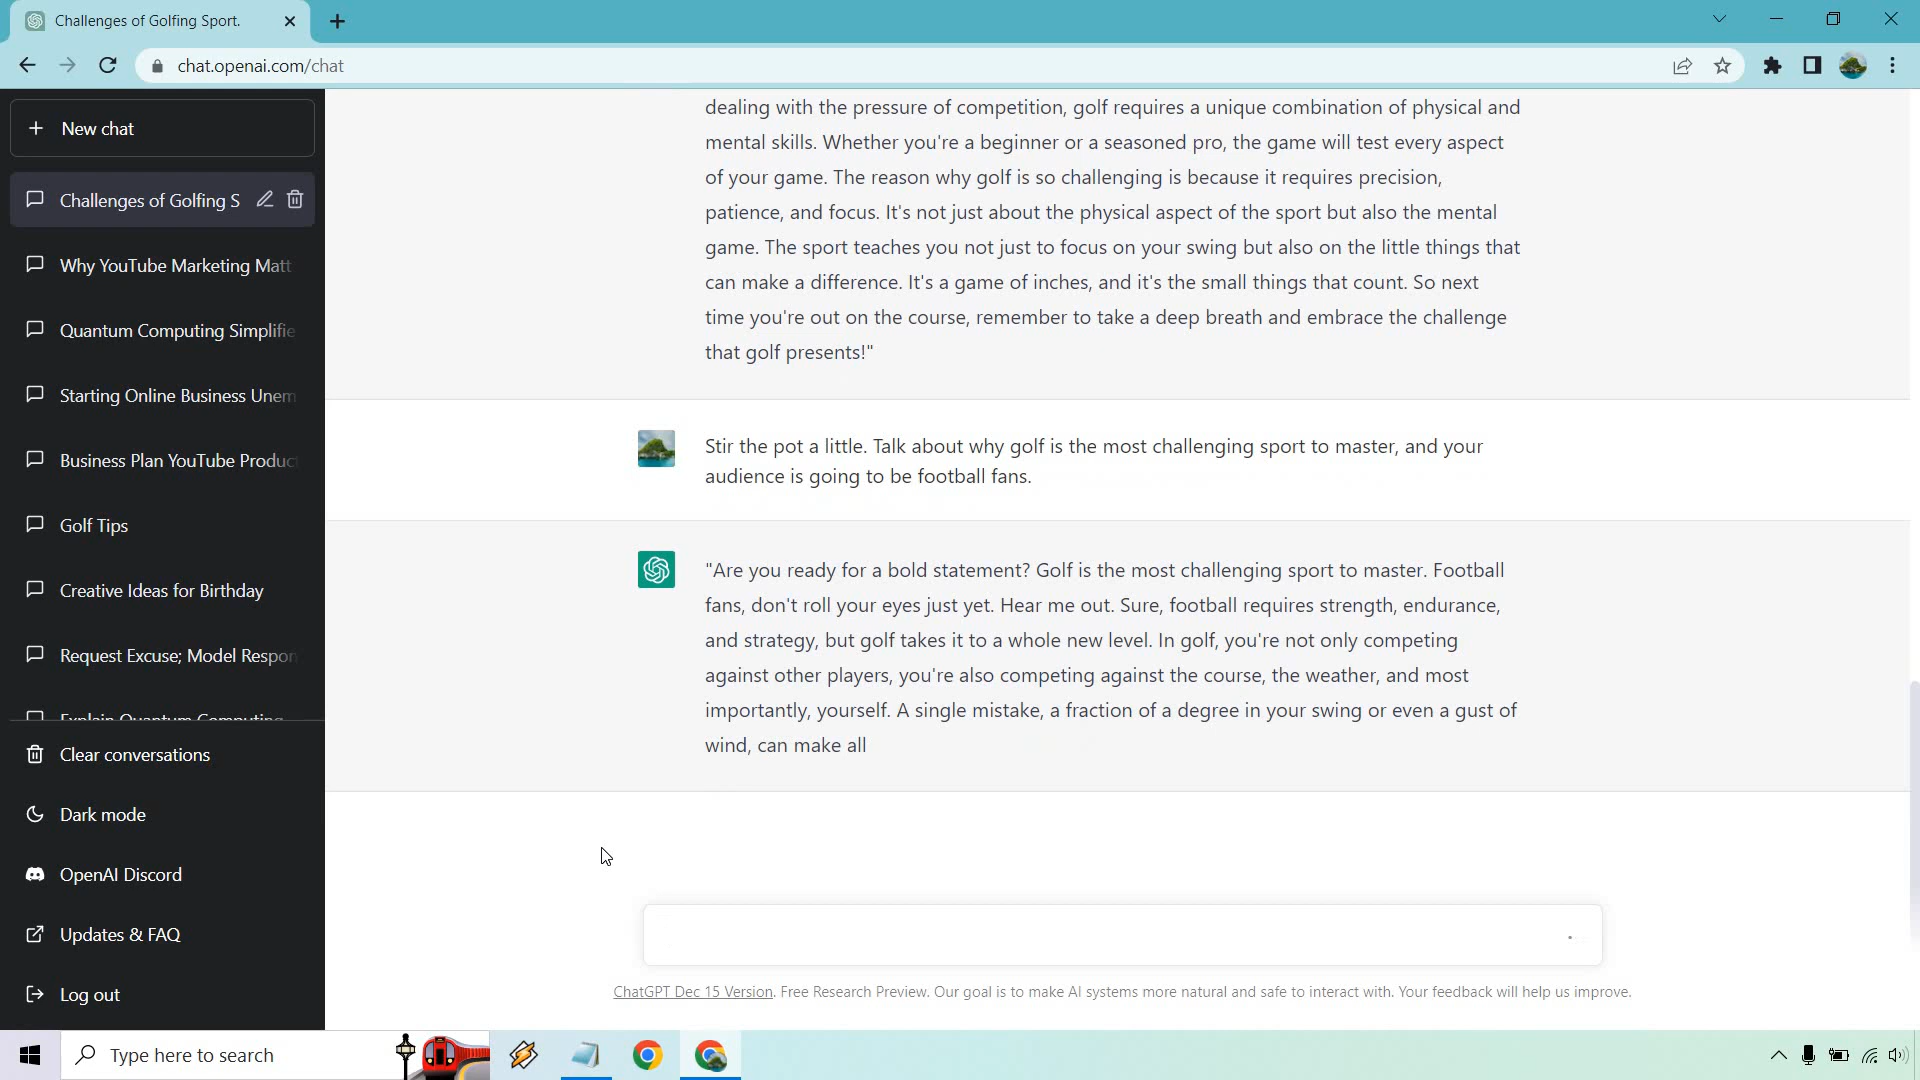 Challenges of Golfing Sport.
chat.openai.com/chat
New chat
Challenges of Golfing S
Why YouTube Marketing Matt
Quantum Computing Simplifie
Starting Online Business Unem
Business Plan YouTube Produc
Golf Tips
Creative Ideas for Birthday
Request Excuse; Model Respon
Explain Quantum Computing
Clear conversations
Dark mode
OpenAI Discord
Updates & FAQ
Log out
dealing with the pressure of competition, golf requires a unique combination of physical and
mental skills. Whether you're a beginner or a seasoned pro, the game will test every aspect
of your game. The reason why golf is so challenging is because it requires precision,
patience, and focus. It's not just about the physical aspect of the sport but also the mental
game. The sport teaches you not just to focus on your swing but also on the little things that
can make a difference. It's a game of inches, and it's the small things that count. So next
time you're out on the course, remember to take a deep breath and embrace the challenge
that golf presents!"
Stir the pot a little. Talk about why golf is the most challenging sport to master, and your
audience is going to be football fans.
"Are you ready for a bold statement? Golf is the most challenging sport to master. Football
fans, don't roll your eyes just yet. Hear me out. Sure, football requires strength, endurance,
and strategy, but golf takes it to a whole new level. In golf, you're not only competing
against other players, you're also competing against the course, the weather, and most
importantly, yourself. A single mistake, a fraction of a degree in your swing or even a gust of
wind, can make all
ChatGPT Dec 15 Version. Free Research Preview. Our goal is to make AI systems more natural and safe to interact with. Your feedback will help us improve.
Type here to search